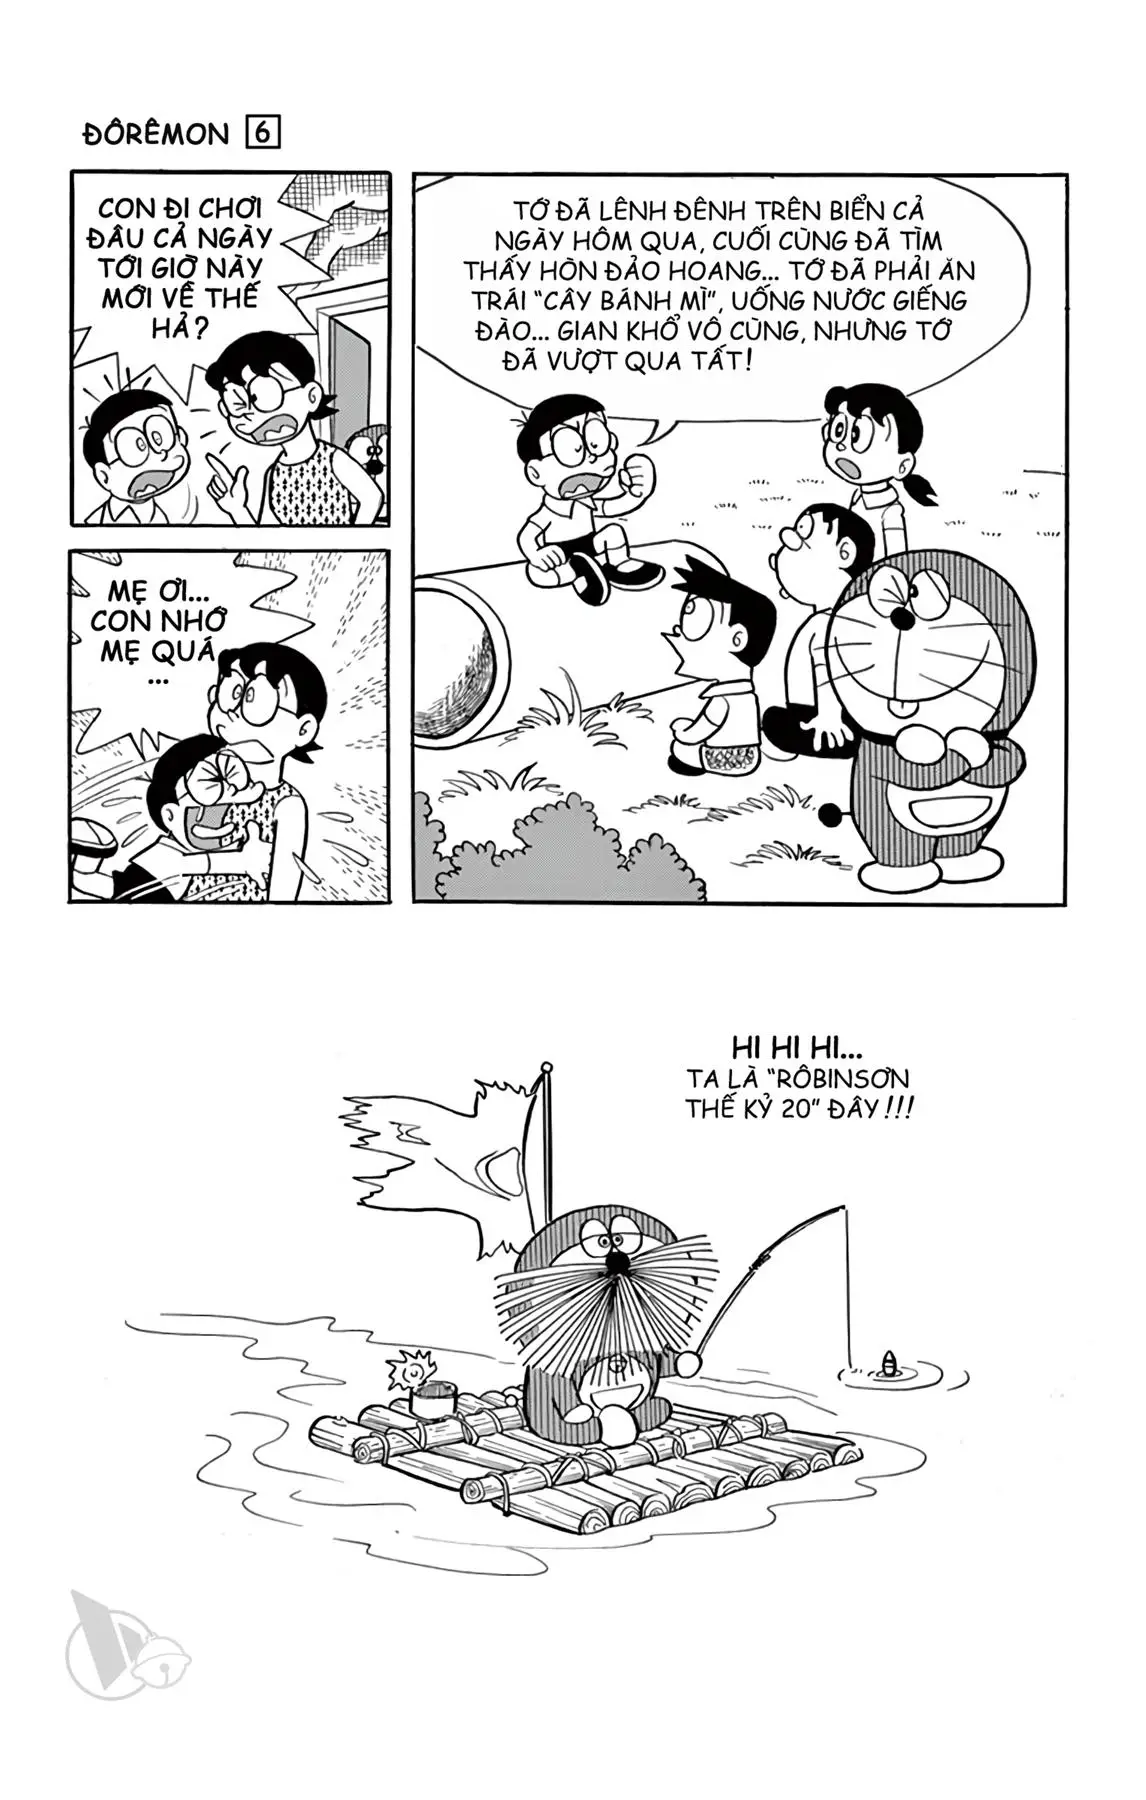 ĐÔRÊMON 6
CON ĐI CHƠI
ĐÂU CẢ NGÀY
TỚI GIỜ NÀY
MỚI VỀ THẾ
HẢ?
MẸ ƠI...
CON NHỚ
MẸ QUÁ
...
TỚ ĐÃ LÊNH ĐÊNH TRÊN BIỂN CẢ
NGÀY HÔM QUA, CUỐI CÙNG ĐÃ TÌM
THẤY HÒN ĐẢO HOANG... TỚ ĐÃ PHẢI ĂN
TRÁI "CÂY BÁNH MÌ", UỐNG NƯỚC GIẾNG
ĐÀO... GIAN KHỔ VÔ CÙNG, NHƯNG TỚ
ĐÃ VƯỢT QUA TẤT!
HI HI HI...
TA LÀ "RÔBINSƠN
THẾ KỶ 20" ĐÂY!!!